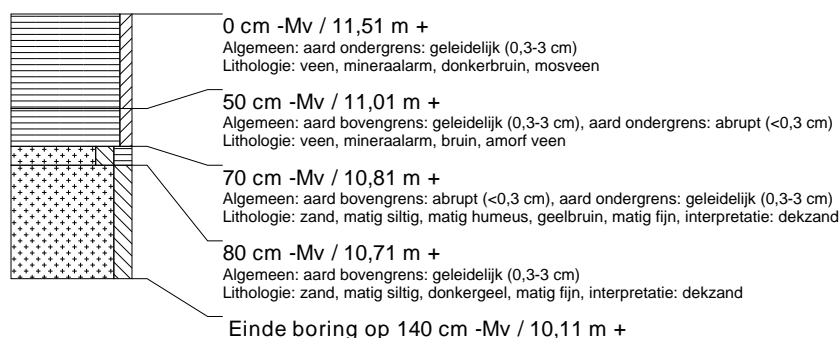 0 cm -Mv / 11,51 m +
Algemeen: aard ondergrens: geleidelijk (0,3-3 cm)
Lithologie: veen, mineraalarm, donkerbruin, mosveen
50 cm -Mv / 11,01 m +
Algemeen: aard bovengrens: geleidelijk (0,3-3 cm), aard ondergrens: abrupt (<0,3 cm)
Lithologie: veen, mineraalarm, bruin, amorf veen
70 cm -Mv / 10,81 m +
Algemeen: aard bovengrens: abrupt (<0,3 cm), aard ondergrens: geleidelijk (0,3-3 cm)
Lithologie: zand, matig siltig, matig humeus, geelbruin, matig fijn, interpretatie: dekzand
80 cm -Mv / 10,71 m +
Algemeen: aard bovengrens: geleidelijk (0,3-3 cm)
Lithologie: zand, matig siltig, donkergeel, matig fijn, interpretatie: dekzand
Einde boring op 140 cm -Mv / 10,11 m +